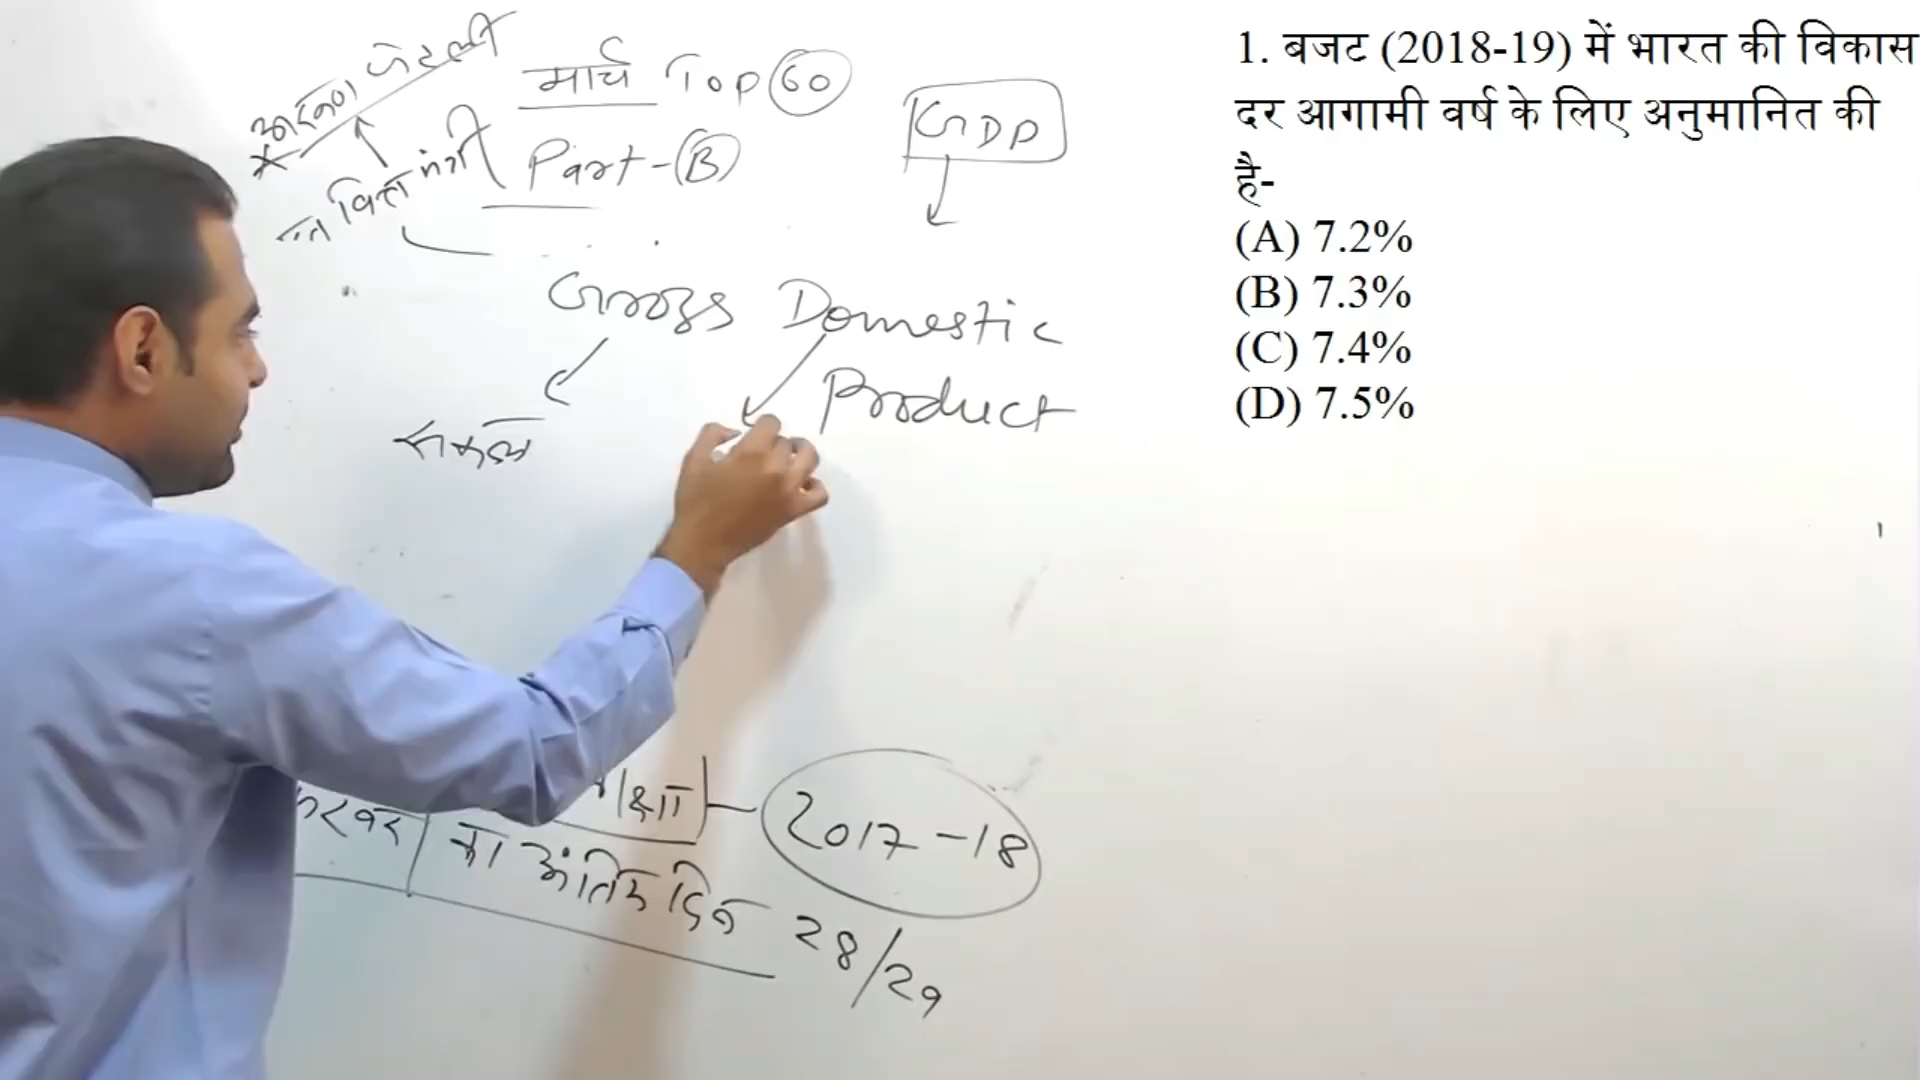 अरुण जेटली
वित्त मंत्री
मार्च Top 60
Part-(B)
GDP
Gross Domestic
Product
सकल
2017-18
का अंतिम दिन 28/29
1. बजट (2018-19) में भारत की विकास
दर आगामी वर्ष के लिए अनुमानित की
है-
(A) 7.2%
(B) 7.3%
(C) 7.4%
(D) 7.5%